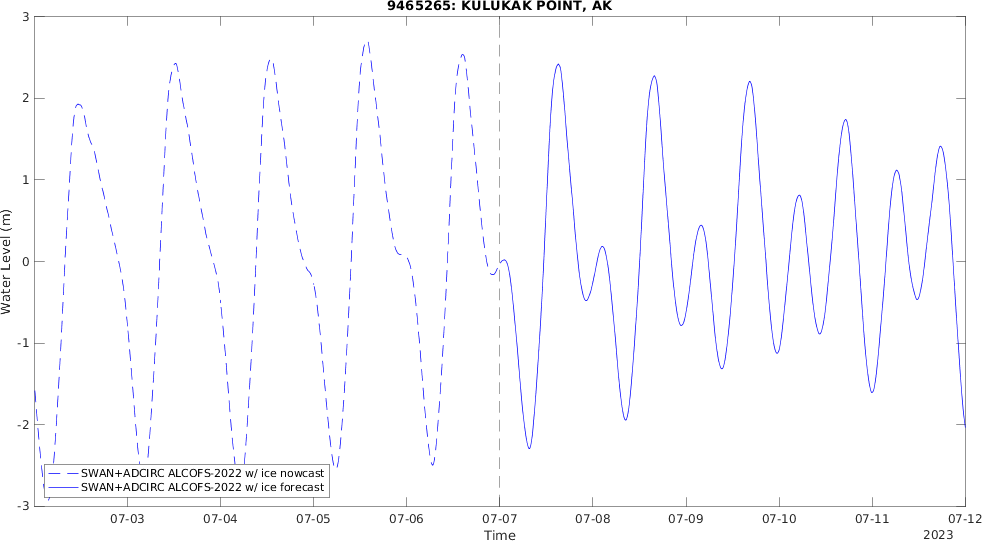 9465265: KULUKAK POINT, AK
3
2
1
0
-1
-2
-3
Water Level (m)
SWAN+ADCIRC ALCOFS-2022 w/ ice nowcast
SWAN+ADCIRC ALCOFS-2022 w/ ice forecast
07-03 07-04 07-05 07-06 07-07 07-08 07-09 07-10 07-11 07-12
Time
2023